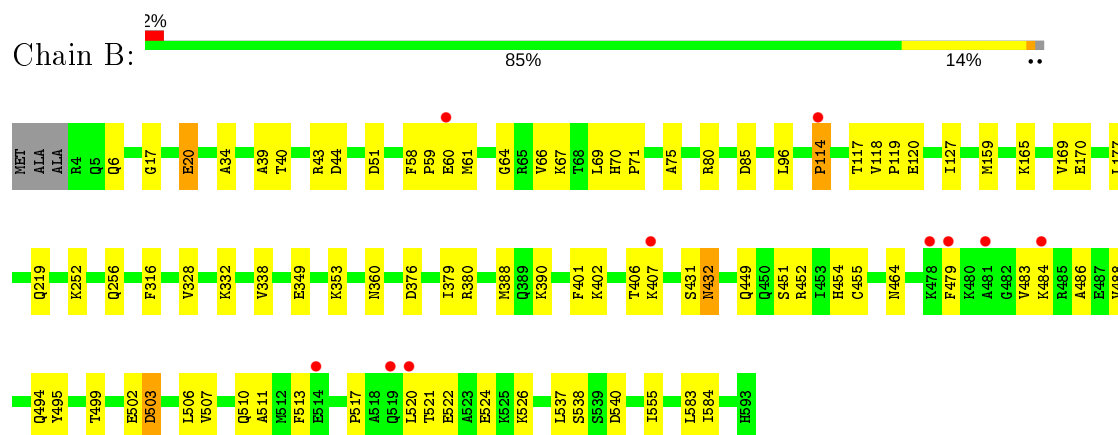 2%
Chain B:
85% 14% ••
MET ALA ALA R4 Q5 Q6 G17 E20 A34 A39 T40 R43 D44 D51 F58 P59 E60 M61 G64 R65 V66 K67 T68 L69 H70 P71 A75 R80 D85 L96 P114 T117 V118 P119 E120 I127 M159 K165 V169 E170 L177
Q219 K252 Q256 F316 V328 K332 V338 E349 K353 N360 D376 I379 R380 M388 Q389 K390 F401 K402 T406 K407 S431 N432 Q449 Q450 S451 R452 I453 H454 C455 N464 K478 F479 K480 A481 G482 V483 K484 R485 A486 E487 V488
Q494 Y495 T499 E502 D503 L506 V507 Q510 A511 M512 F513 E514 P517 A518 Q519 L520 T521 E522 A523 E524 K525 K526 L537 S538 S539 D540 I555 L583 I584 H593